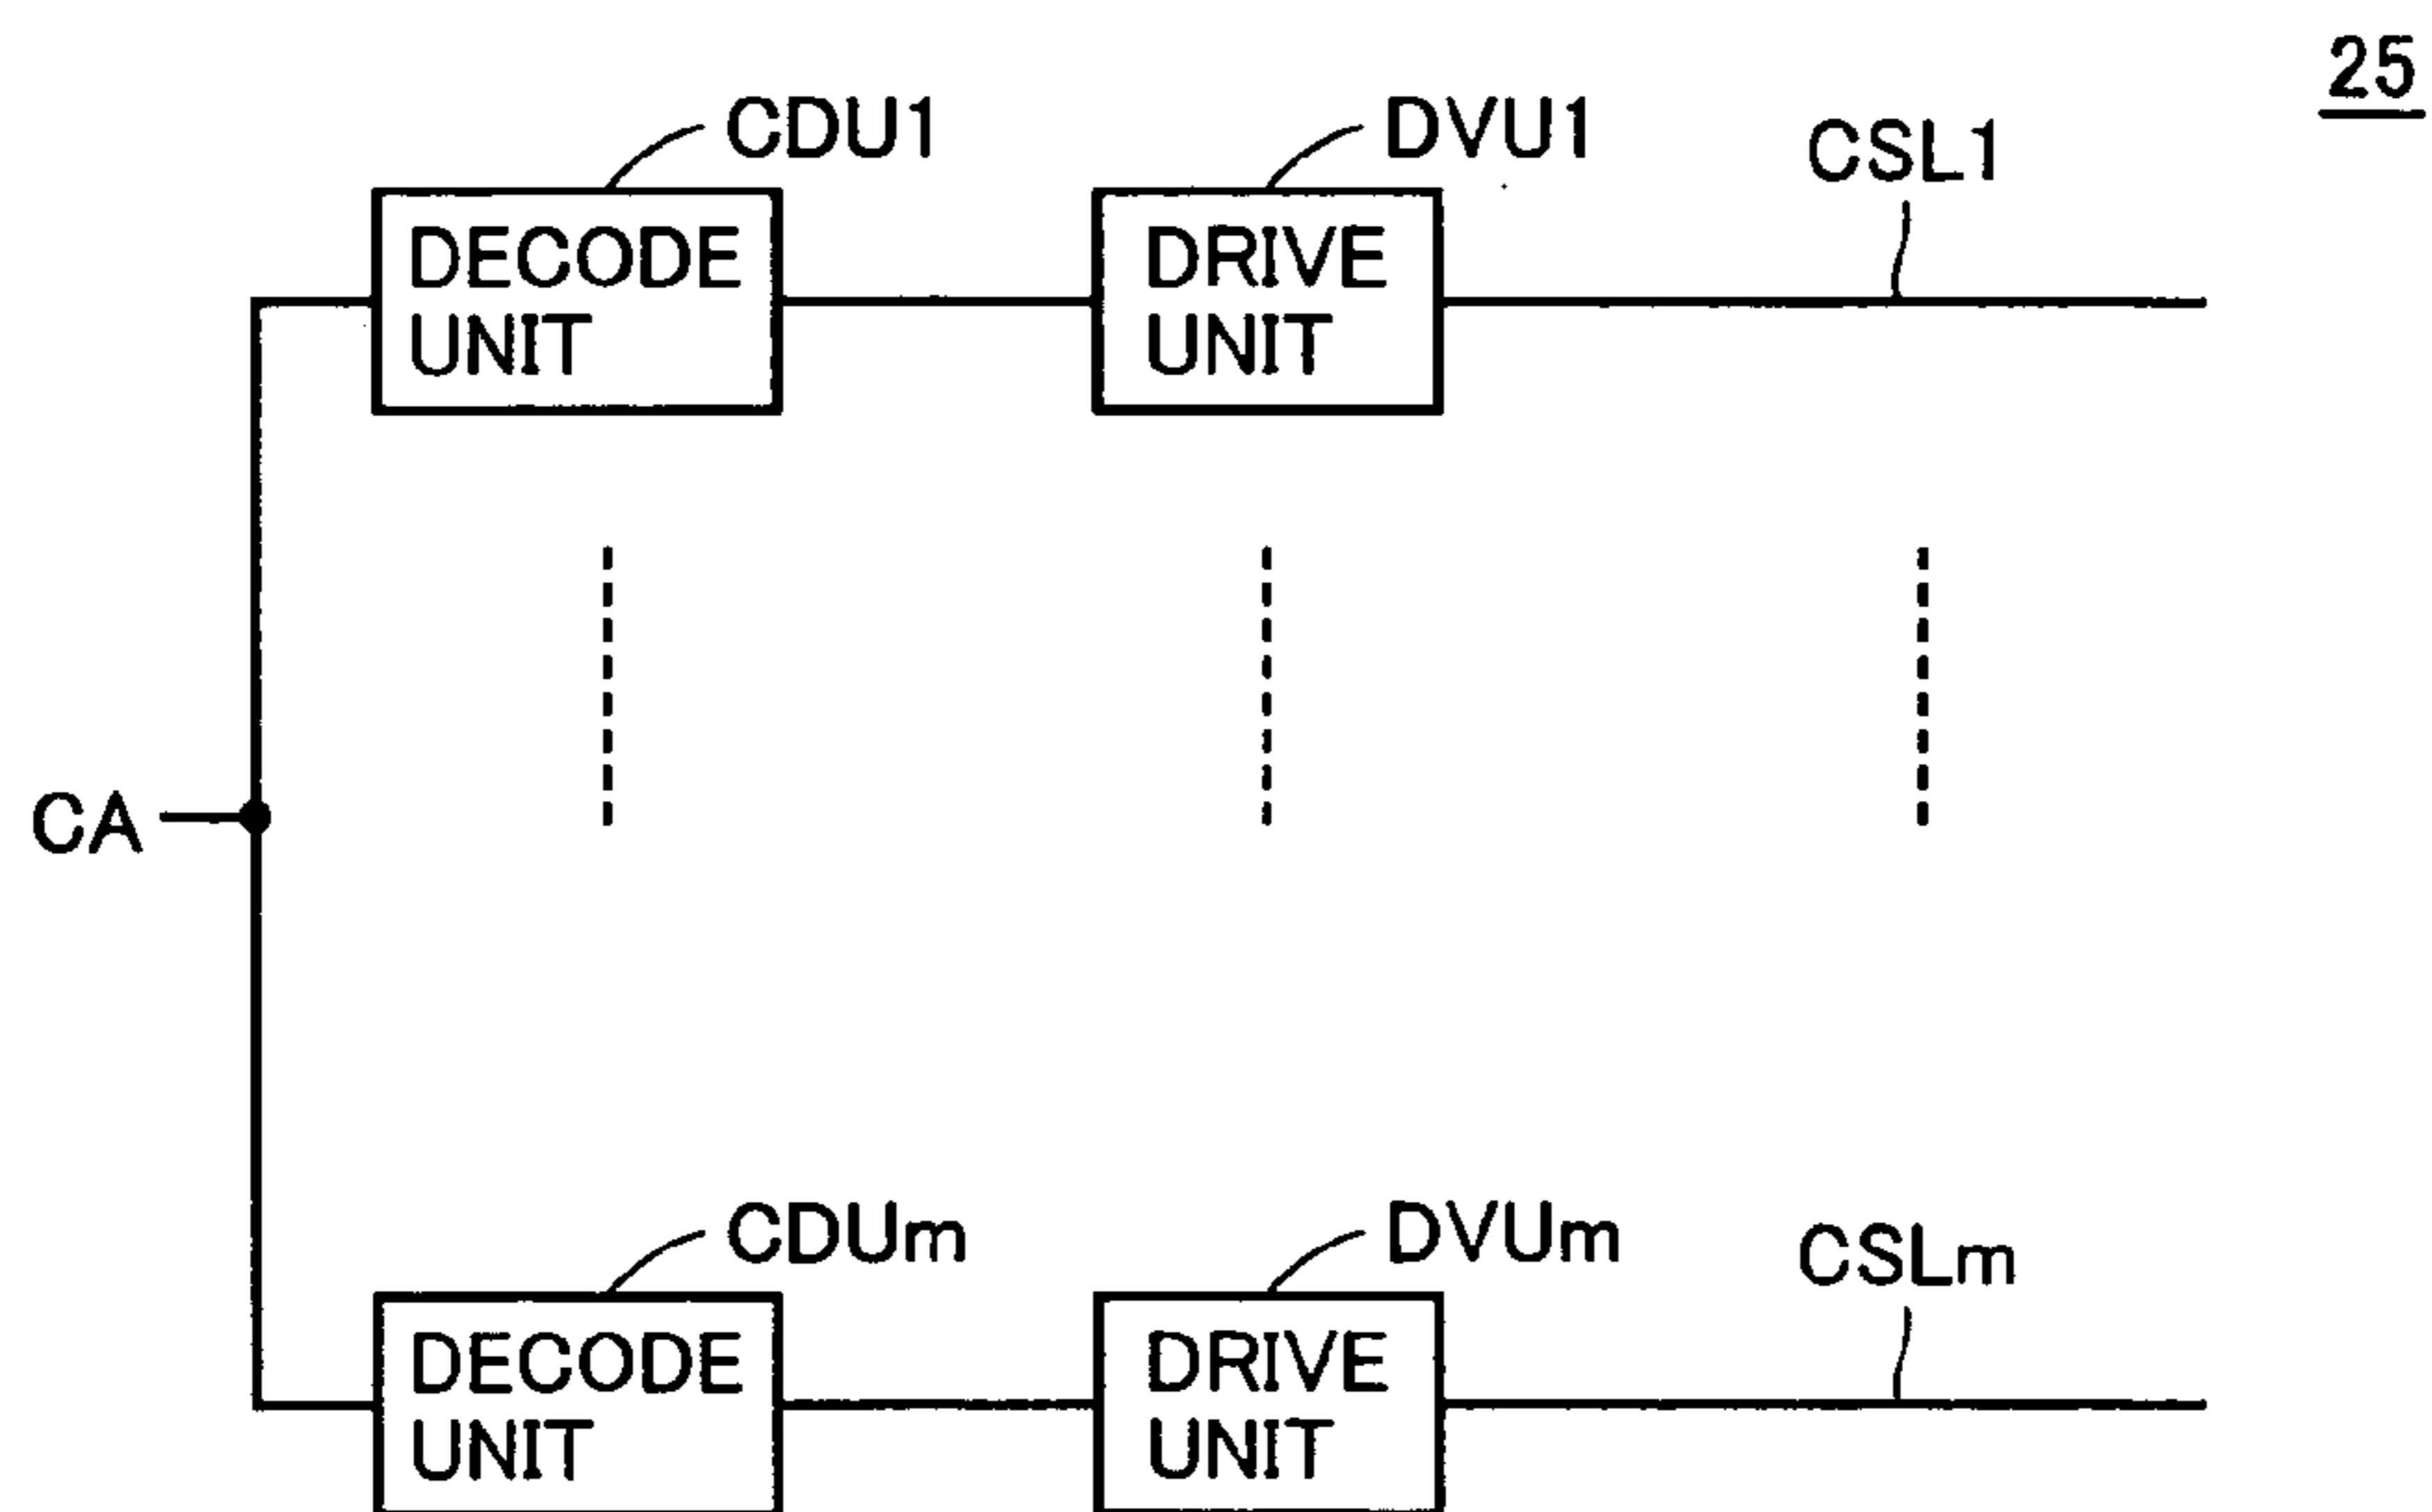 25
CDU1
DVU1
CSL1
DECODE
UNIT
DRIVE
UNIT
CA
CDUm
DVUm
CSLm
DECODE
UNIT
DRIVE
UNIT